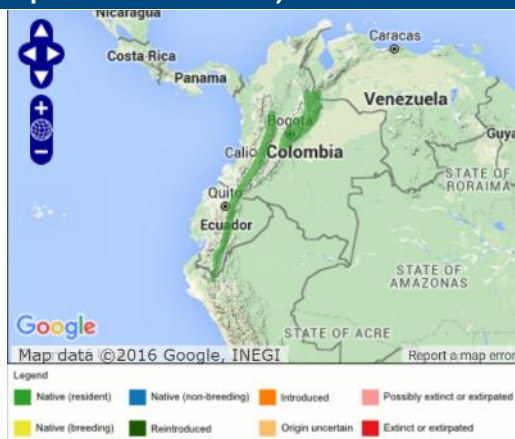 Nicaragua
Caracas
Costa Rica
Panama
Venezuela
Bogota
Guya
Cali
Colombia
STATE OF
RORAIMA
Quito
Ecuador
STATE OF
AMAZONAS
STATE OF ACRE
Google
Map data ©2016 Google, INEGI
Report a map error
Legend
Native (resident)
Native (non-breeding)
Introduced
Possibly extinct or extirpated
Native (breeding)
Reintroduced
Origin uncertain
Extinct or extirpated